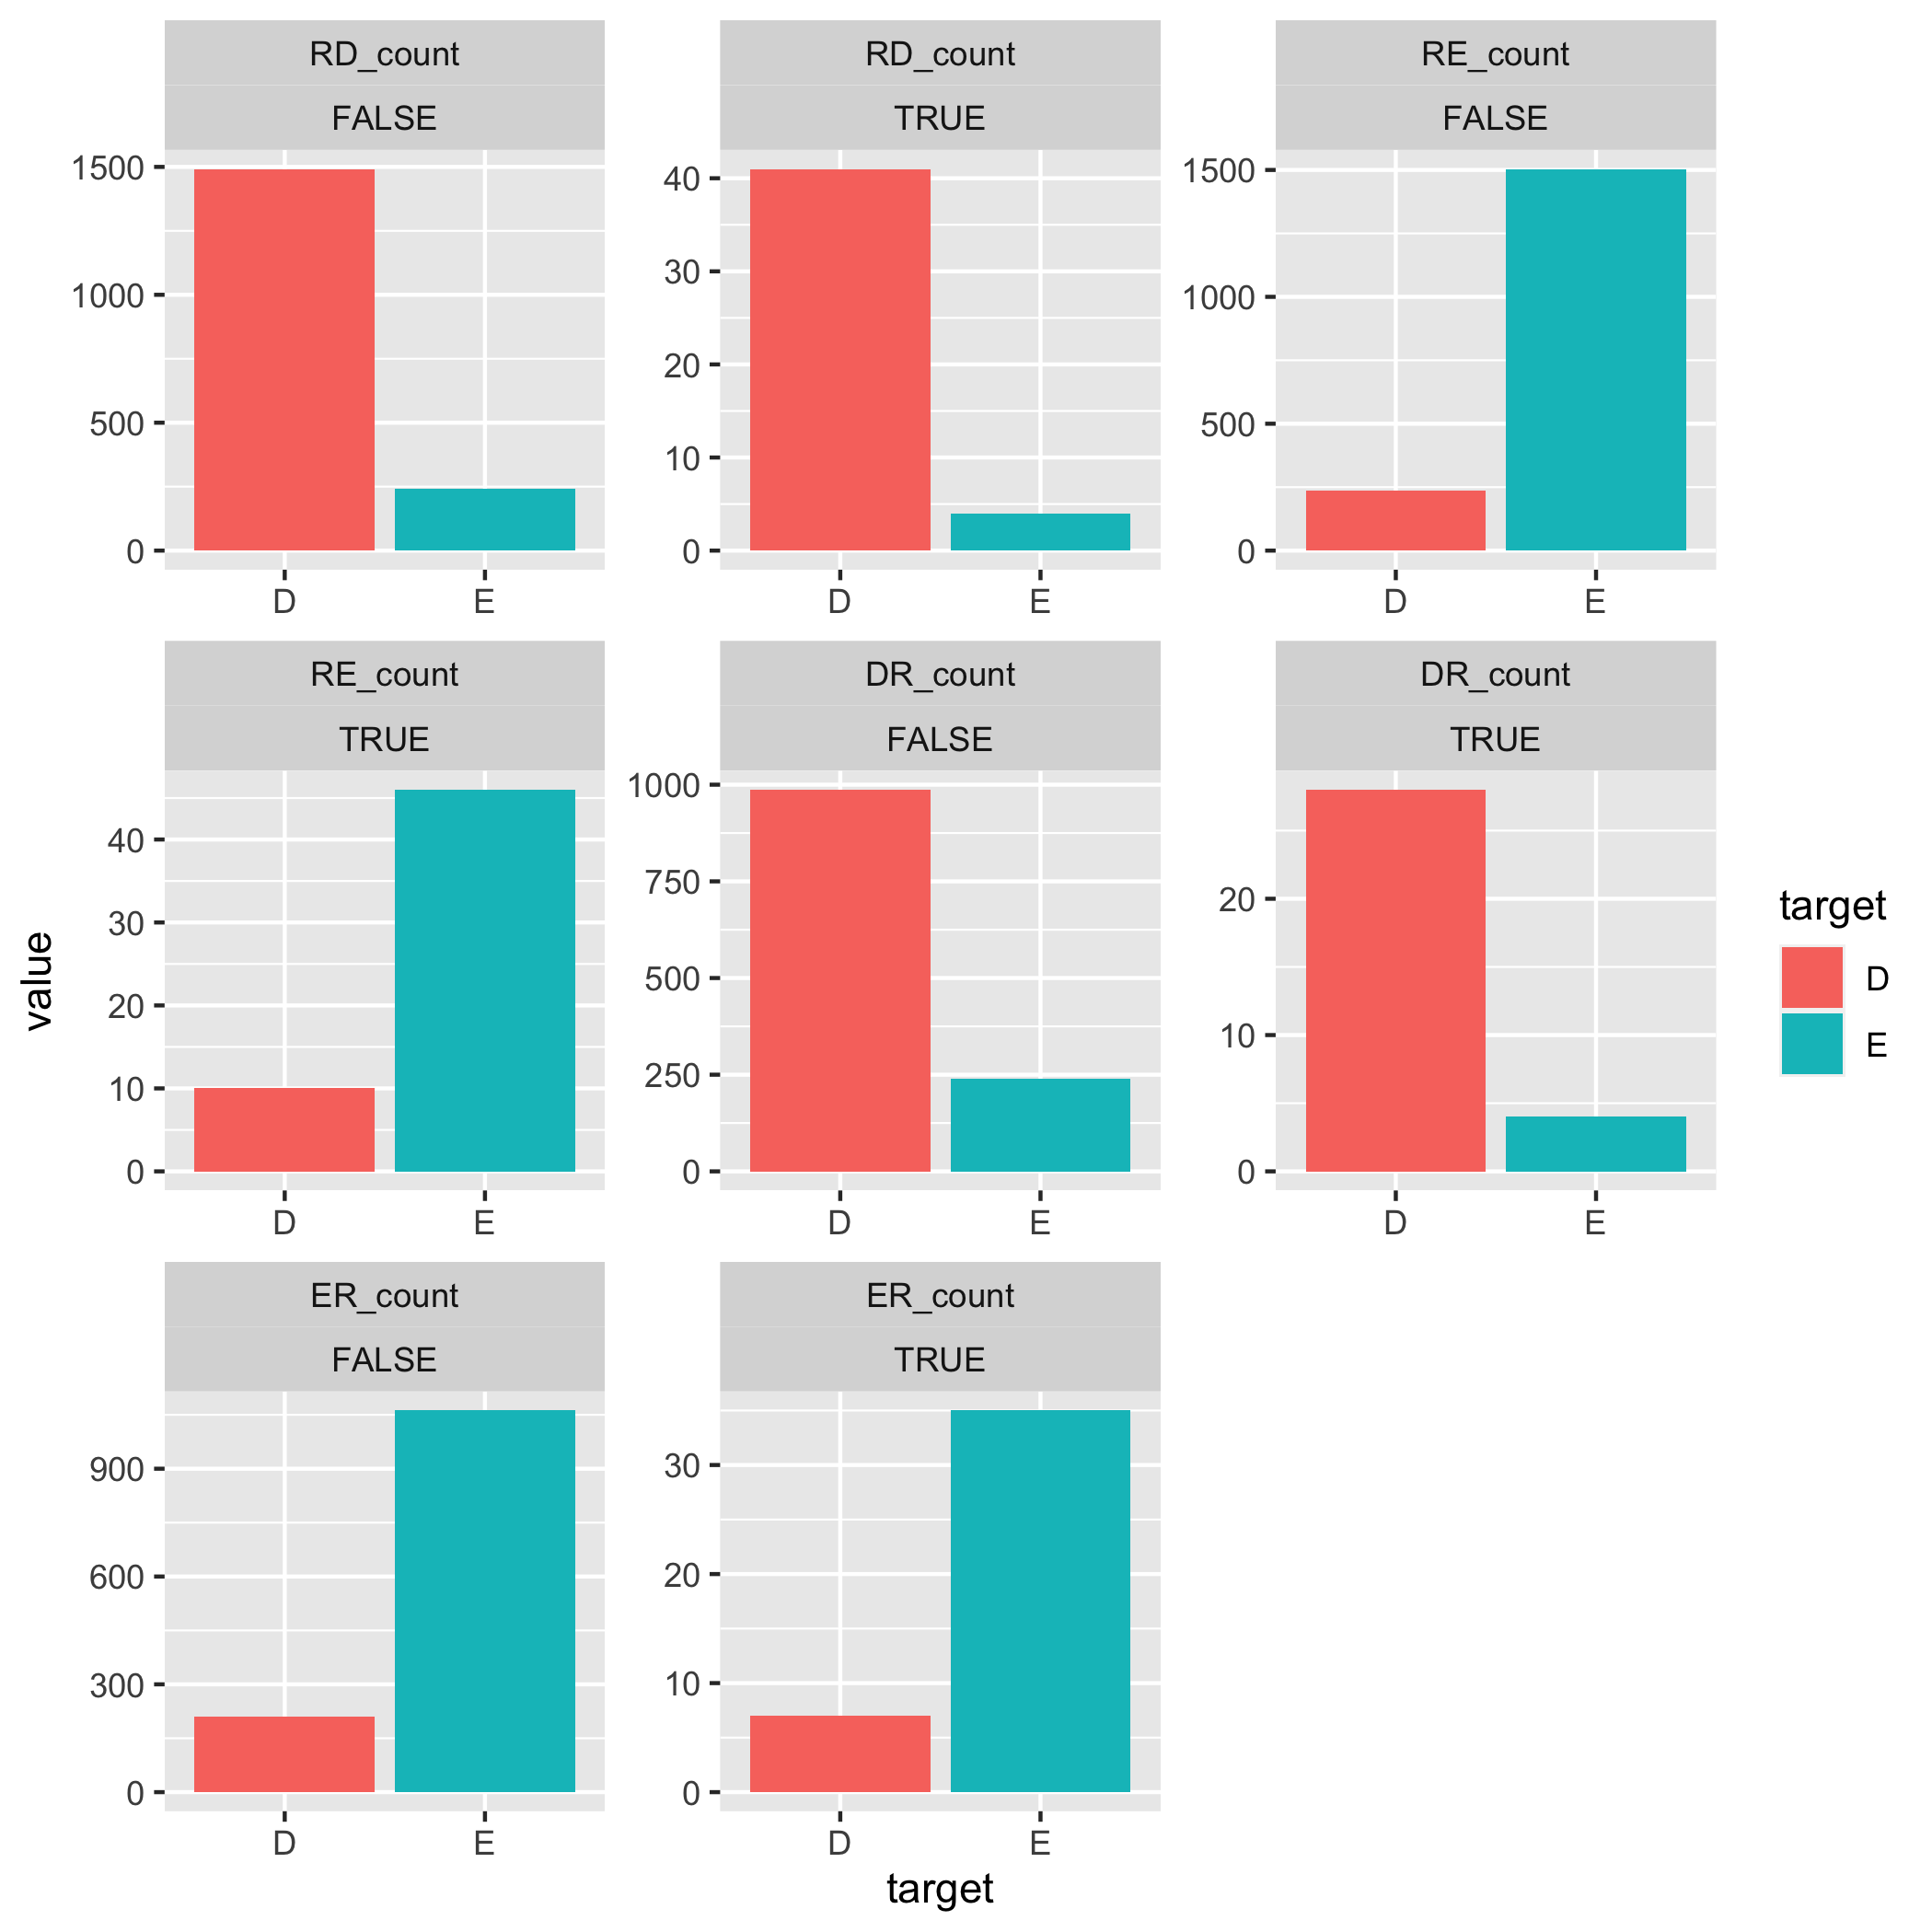 RD_count
FALSE
1500
1000
500
0
D E
RD_count
TRUE
40
30
20
10
0
D E
RE_count
FALSE
1500
1000
500
0
D E
RE_count
TRUE
40
30
20
10
0
D E
DR_count
FALSE
1000
750
500
250
0
D E
DR_count
TRUE
20
10
0
D E
ER_count
FALSE
900
600
300
0
D E
ER_count
TRUE
30
20
10
0
D E
value
target
target
D
E